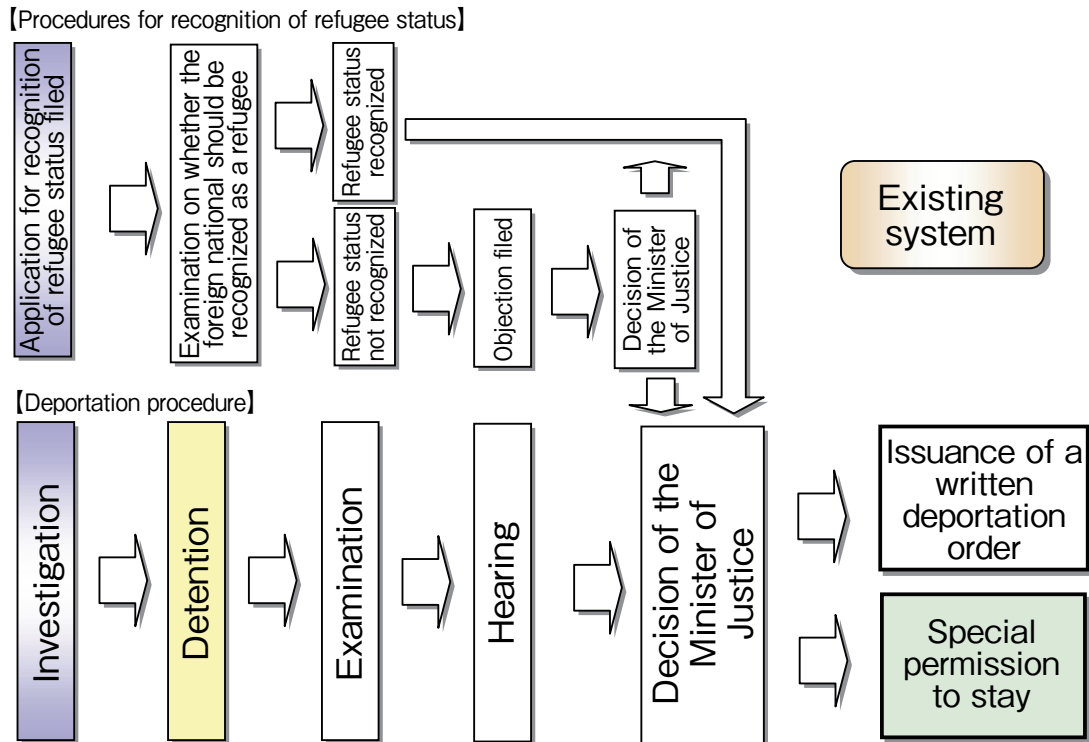 【Procedures for recognition of refugee status】
Application for recognition
of refugee status filed
Examination on whether the
foreign national should be
recognized as a refugee
Refugee status
recognized
Refugee status
not recognized
Objection filed
Decision of
the Minister
of Justice
Existing
system
【Deportation procedure】
Investigation
Detention
Examination
Hearing
Decision of the
Minister of
Justice
Issuance of a
written
deportation
order
Special
permission
to stay